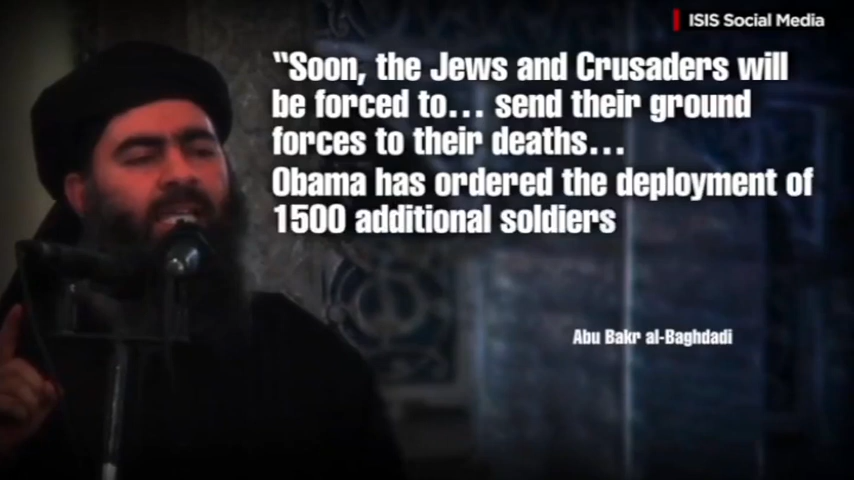 ISIS Social Media
“Soon, the Jews and Crusaders will
be forced to... send their ground
forces to their deaths...
Obama has ordered the deployment of
1500 additional soldiers
Abu Bakr al-Baghdadi